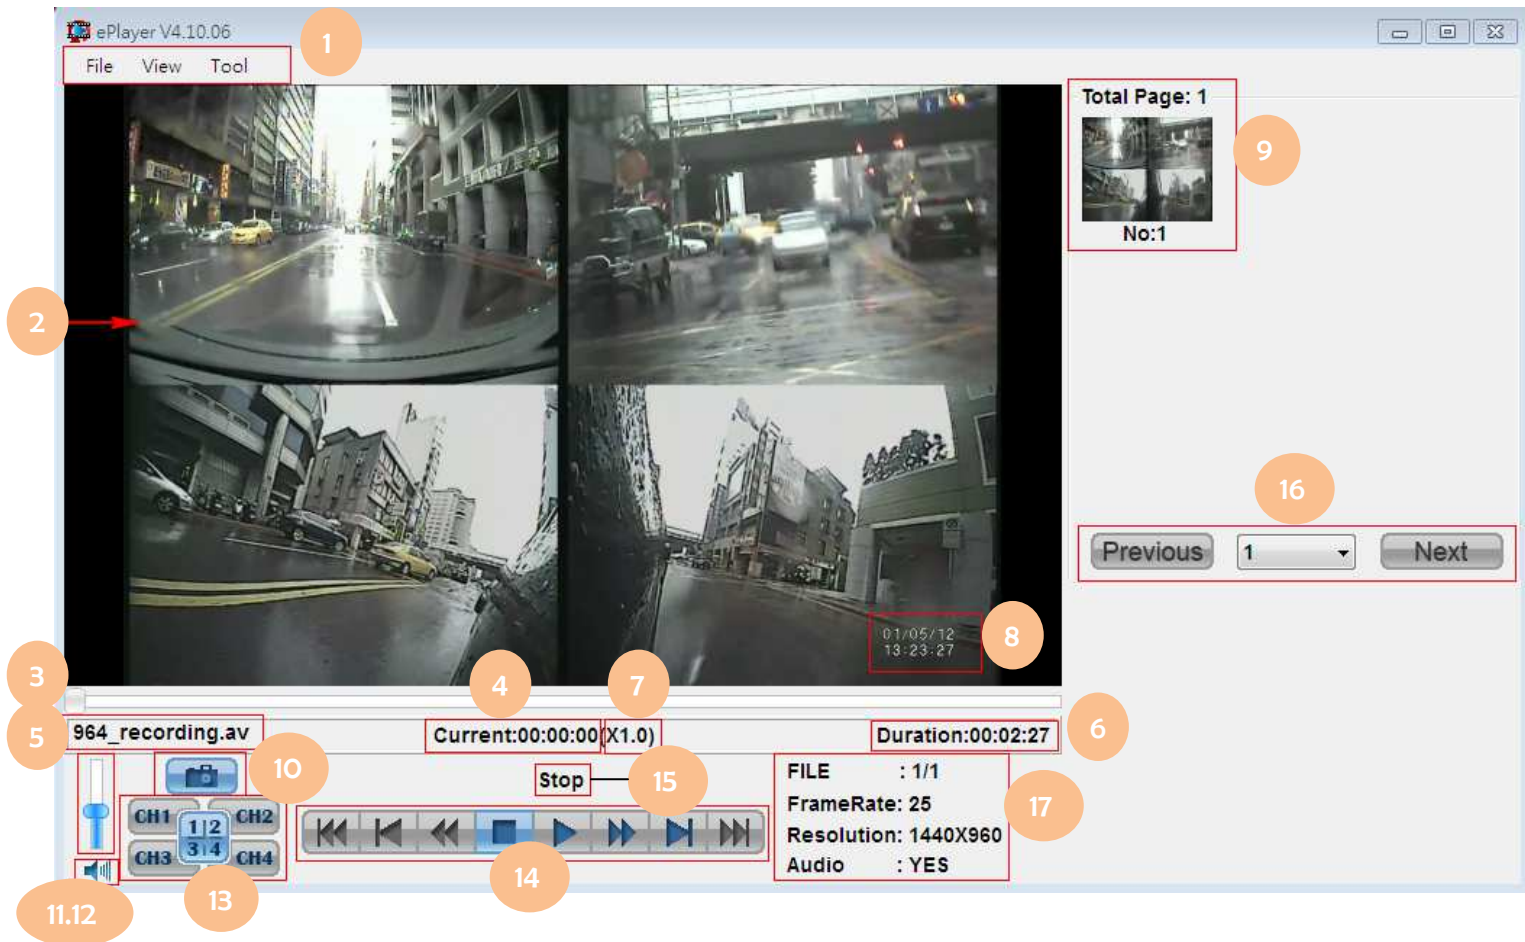 ePlayer V4.10.06
1
File View Tool
Total Page: 1
9
No:1
2
16
Previous 1 Next
01/05/12
13:23:27
8
3
4
7
5
964_recording.av
Current:00:00:00(X1.0)
Duration:00:02:27
6
10
Stop
15
FILE : 1/1
FrameRate: 25
Resolution: 1440X960
Audio : YES
17
CH1 CH2
1 2
3 4
CH3 CH4
14
13
11.12